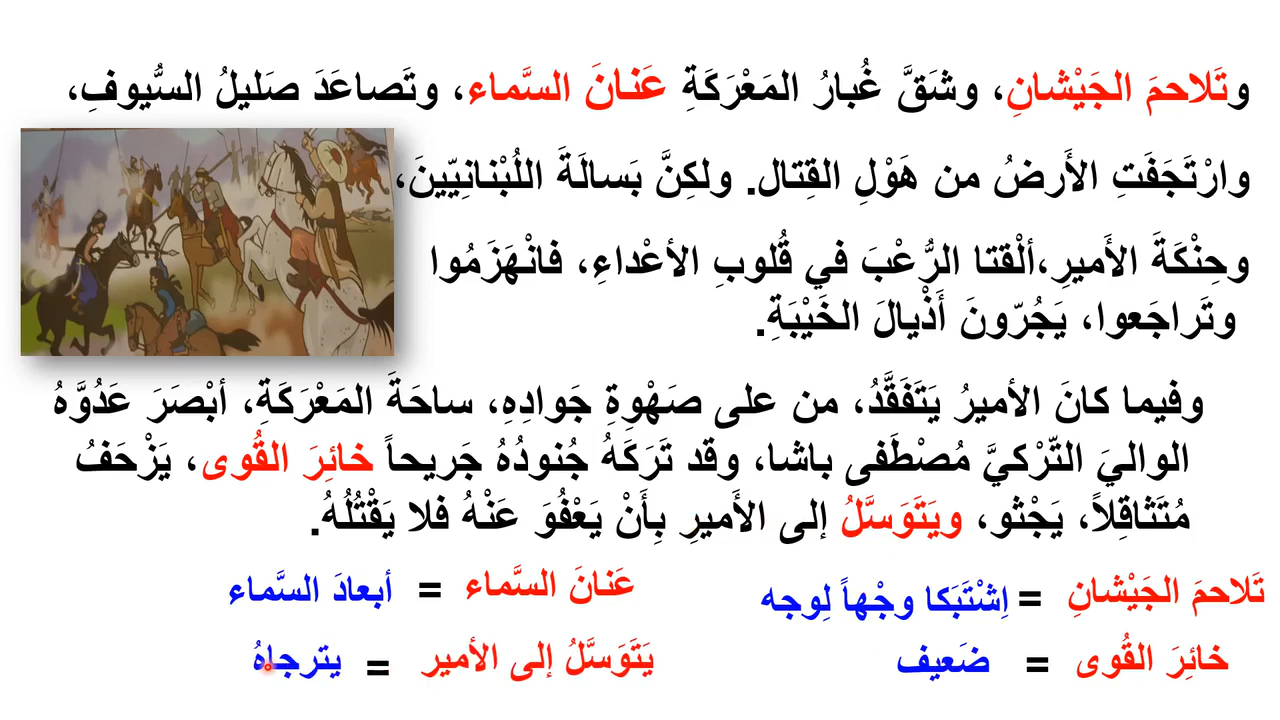 وتَلاحمَ الجَيْشانِ، وشَقَّ غُبارُ المَعْرَكَةِ عَنانَ السَّماء، وتَصاعَدَ صَليلُ السُّيوفِ،
وارْتَجَفَتِ الأَرضُ من هَوْلِ القِتال. ولكِنَّ بَسالَةَ اللُبْنانِيّينَ،
وحِنْكَةَ الأَميرِ،ألْقتا الرُّعْبَ في قُلوبِ الأعْداءِ، فانْهَزَمُوا
وتَراجَعوا، يَجُرّونَ أَذْيالَ الخَيْبَةِ.
وفيما كانَ الأميرُ يَتَفَقَّدُ، من على صَهْوِةِ جَوادِهِ، ساحَةَ المَعْرَكَةِ، أبْصَرَ عَدُوَّهُ
الواليَ التّرْكيَّ مُصْطَفى باشا، وقد تَرَكَهُ جُنودُهُ جَريحاً خائِرَ القُوى، يَزْحَفُ
مُتَثاقِلاً، يَجْثو، ويَتَوَسَّلُ إلى الأَميرِ بِأَنْ يَعْفُوَ عَنْهُ فلا يَقْتُلُهُ.
تَلاحمَ الجَيْشانِ = اِشْتَبَكا وجْهاً لِوجه عَنانَ السَّماء = أبعادَ السَّماء
خائِرَ القُوى = ضَعيف يَتَوَسَّلُ إلى الأمير = يترجاهُ